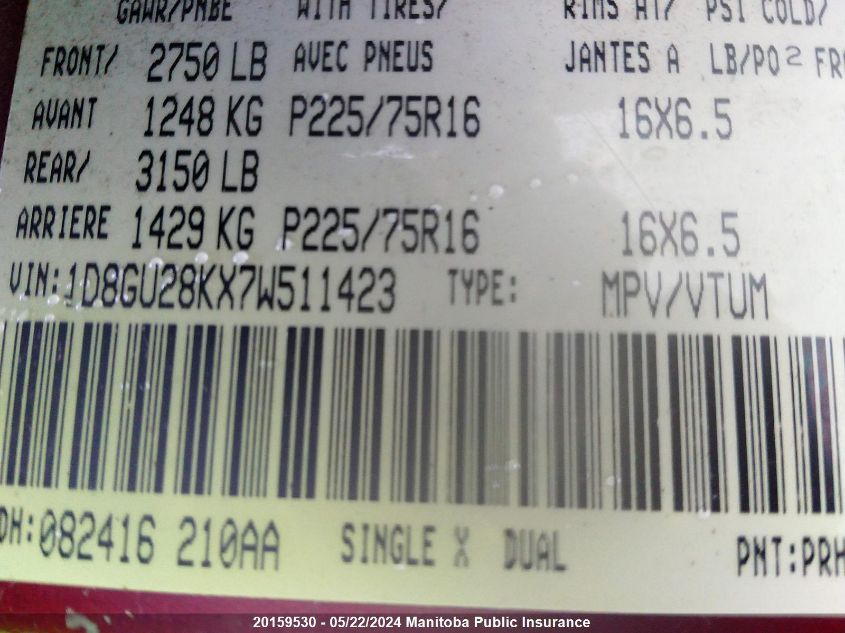 GAWR/PNBE WITH TIRES/ RIMS AT/ PSI COLD/
FRONT/ 2750 LB AVEC PNEUS JANTES A LB/PO² FR
AVANT 1248 KG P225/75R16 16X6.5
REAR/ 3150 LB
ARRIERE 1429 KG P225/75R16 16X6.5
VIN:1D8GU28KX7W511423 TYPE: MPV/VTUM
DH:082416 210AA SINGLE X DUAL PNT:PRH
20159530 - 05/22/2024 Manitoba Public Insurance